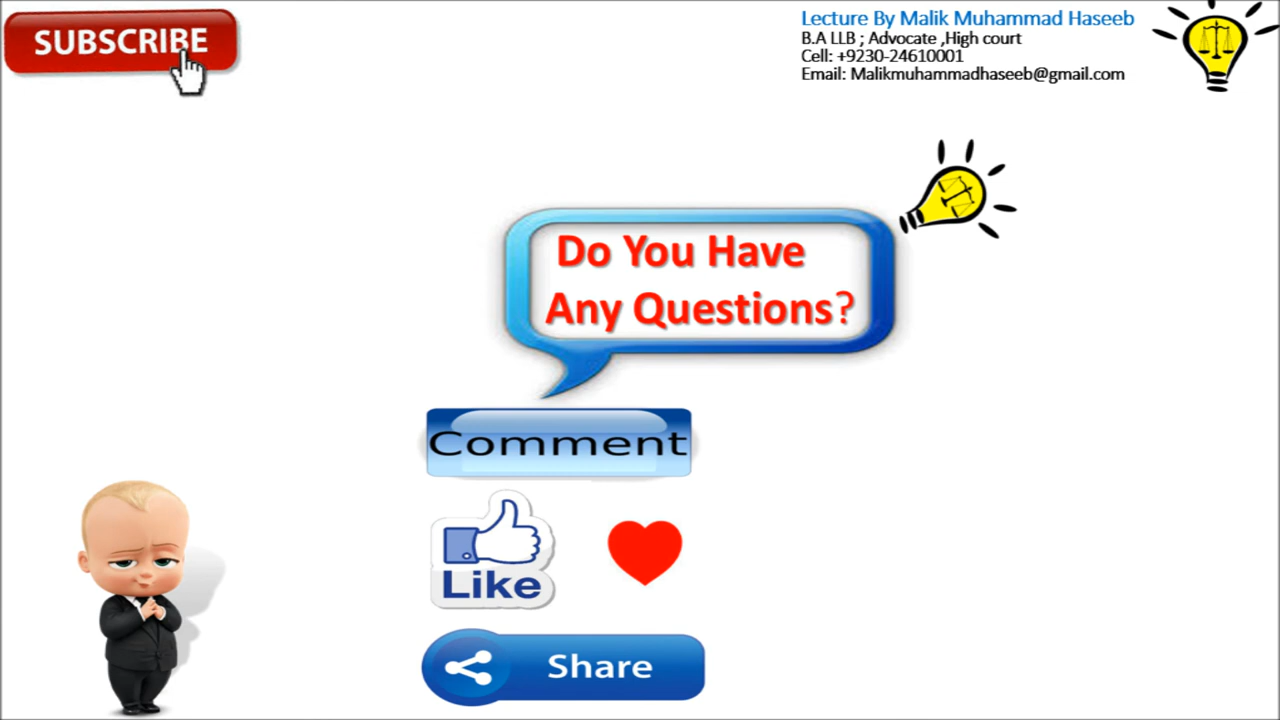 SUBSCRIBE
Lecture By Malik Muhammad Haseeb
B.A LLB ; Advocate ,High court
Cell: +9230-24610001
Email: Malikmuhammadhaseeb@gmail.com
Do You Have
Any Questions?
Comment
Like
Share